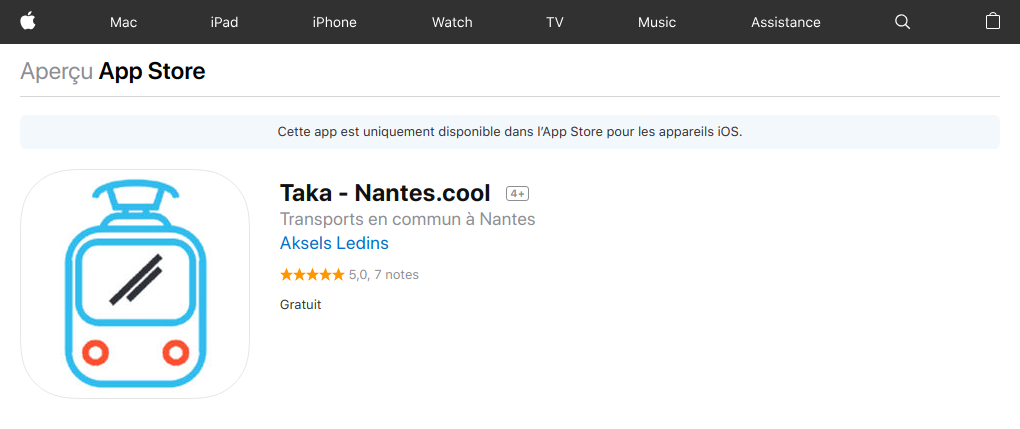 Mac iPad iPhone Watch TV Music Assistance
Aperçu App Store
Cette app est uniquement disponible dans l'App Store pour les appareils iOS.
Taka - Nantes.cool 4+
Transports en commun à Nantes
Aksels Ledins
★★★★★ 5,0, 7 notes
Gratuit